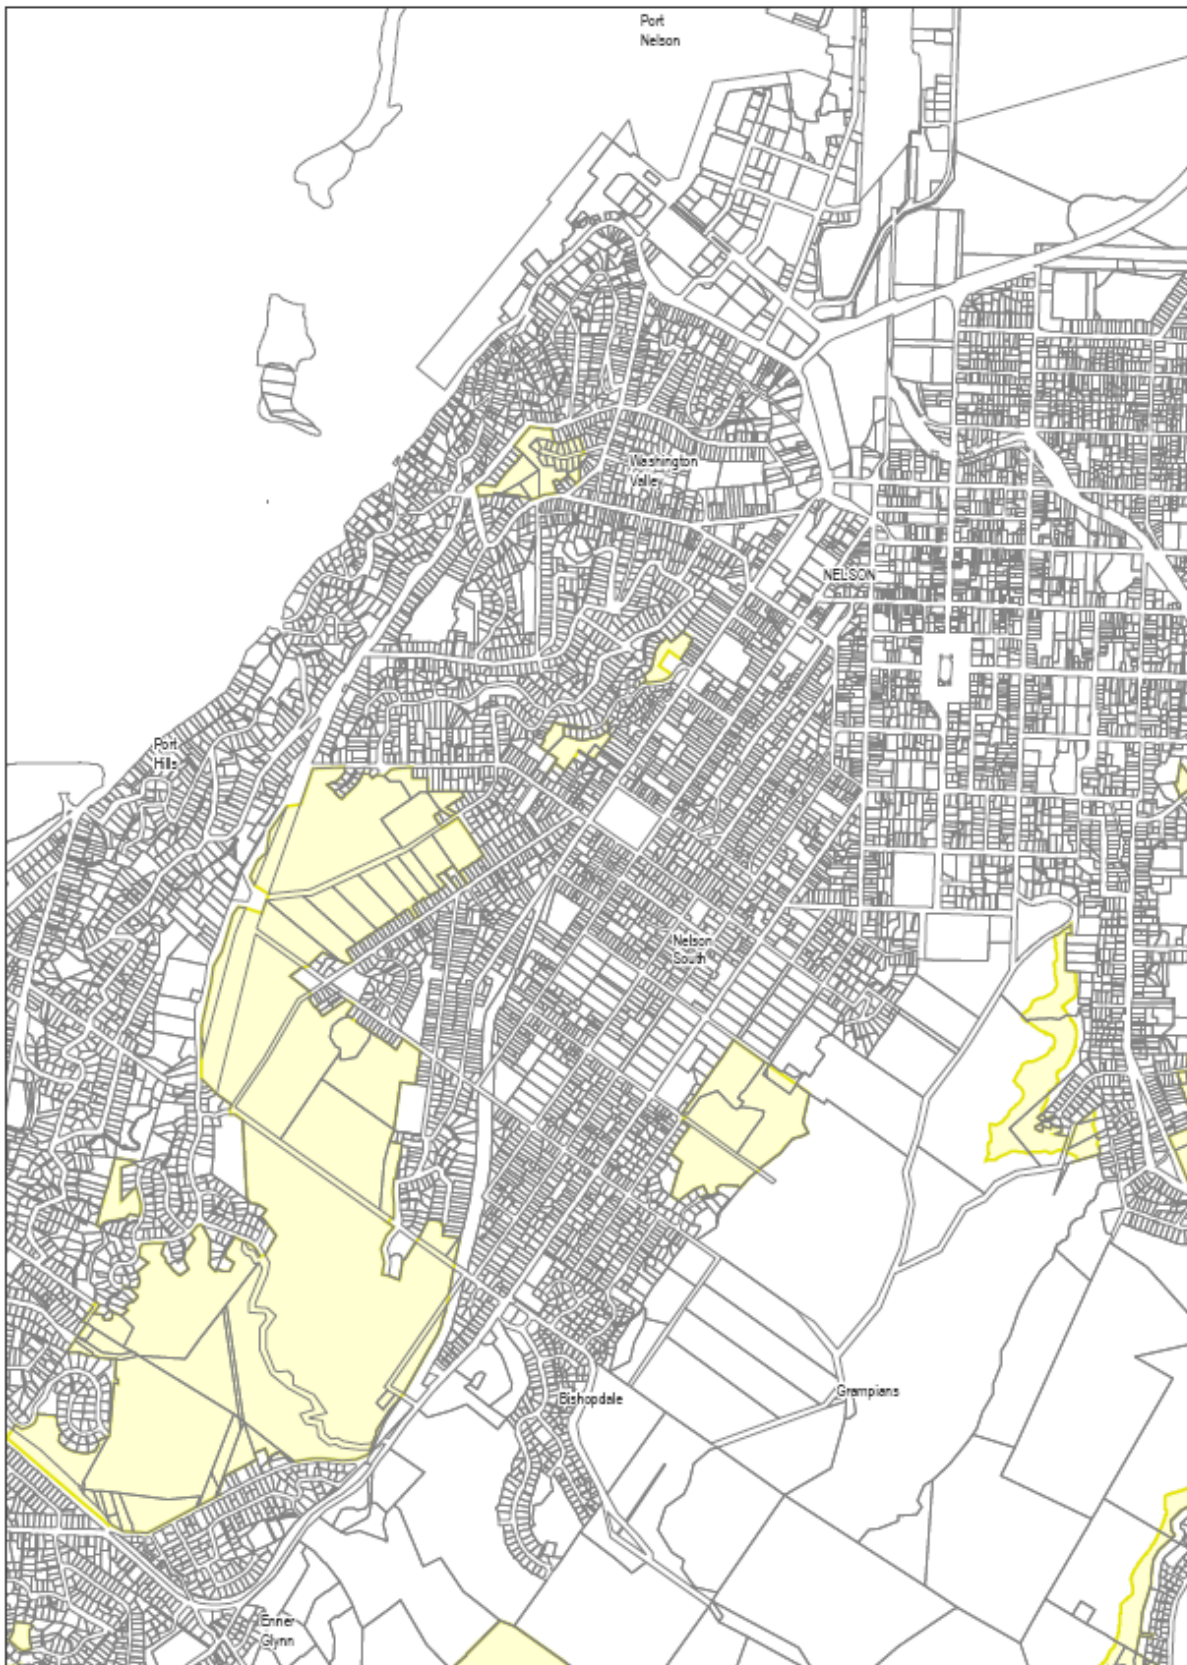 Port
Nelson
Washington
Valley
NELSON
Port
Hills
Nelson
South
Bishopdale
Grampians
Enner
Glynn